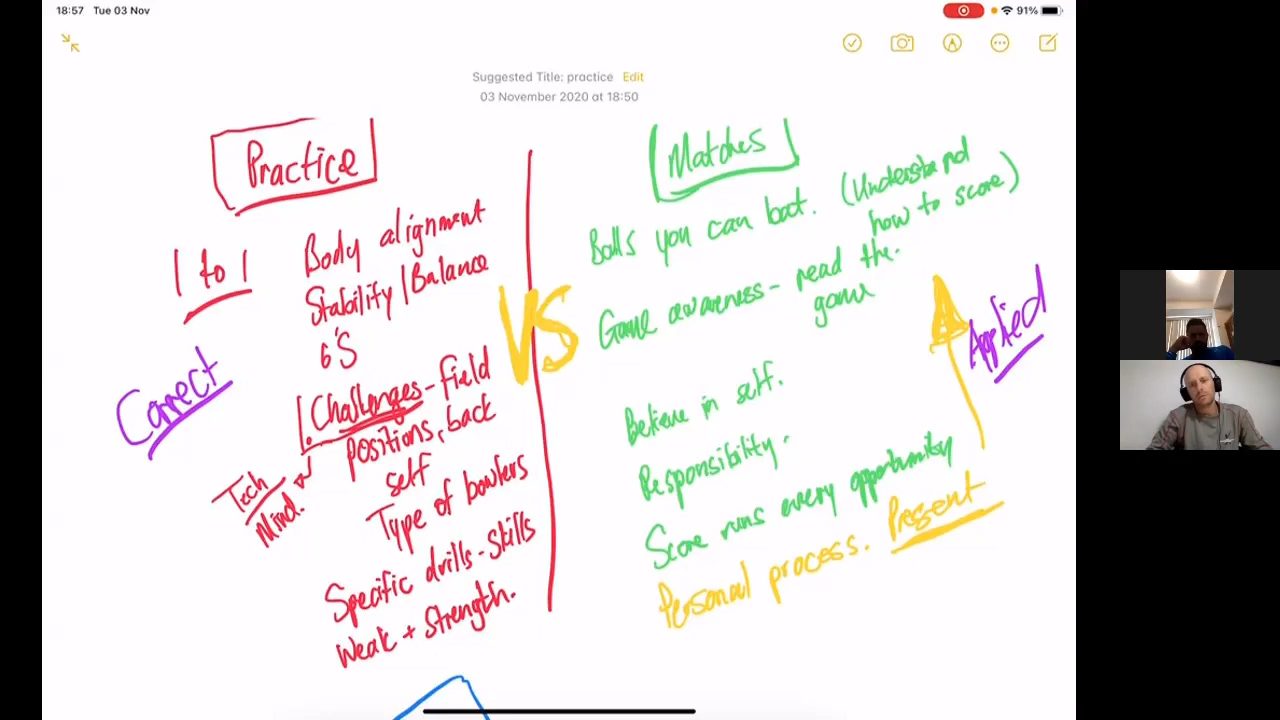 18:57 Tue 03 Nov
91%
Suggested Title: practice Edit
03 November 2020 at 18:50
Practice
1 to 1
Body alignment
Stability/Balance
6'S
Correct
Challenges - field
positions, back
self
Tech
Mind.
Type of bowlers
Specific drills - skills
Weak + Strength.
VS
Matches
Balls you can bat. (Understand
how to score)
Game awareness - read the.
game
Applied
Believe in self.
Responsibility.
Score runs every opportunity
Personal process. Present